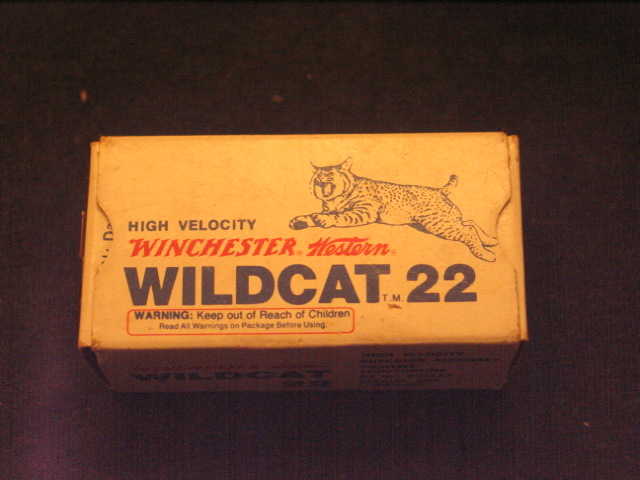 HIGH VELOCITY
WINCHESTER® Western®
WILDCAT T.M. 22
WARNING: Keep out of Reach of Children
Read All Warnings on Package Before Using.
WILDCAT
22
HIGH VELOCITY